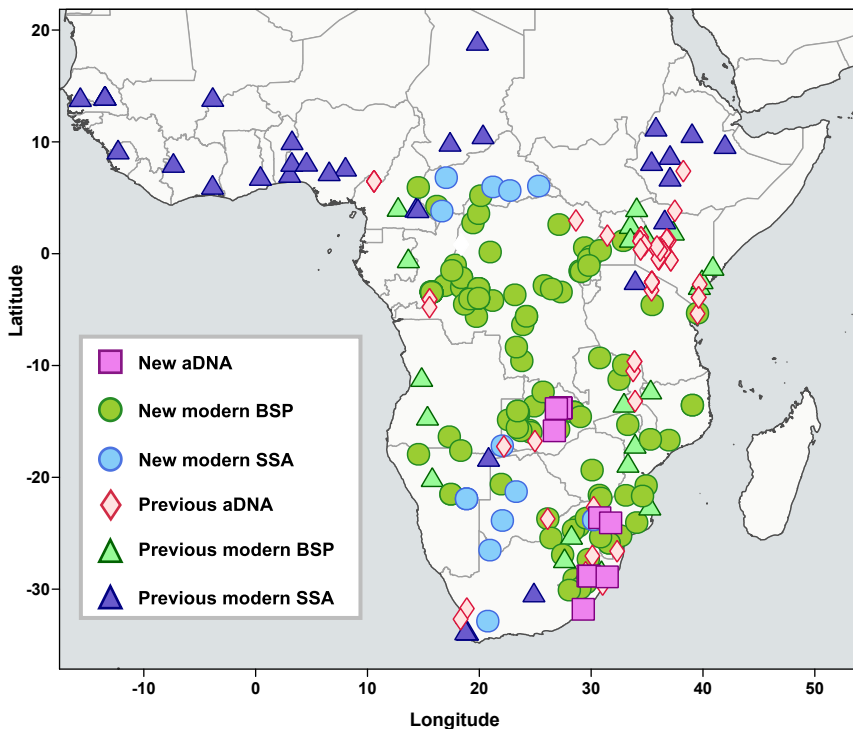 20
10
0
-10
-20
-30
Latitude
New aDNA
New modern BSP
New modern SSA
Previous aDNA
Previous modern BSP
Previous modern SSA
-10
0
10
20
30
40
50
Longitude